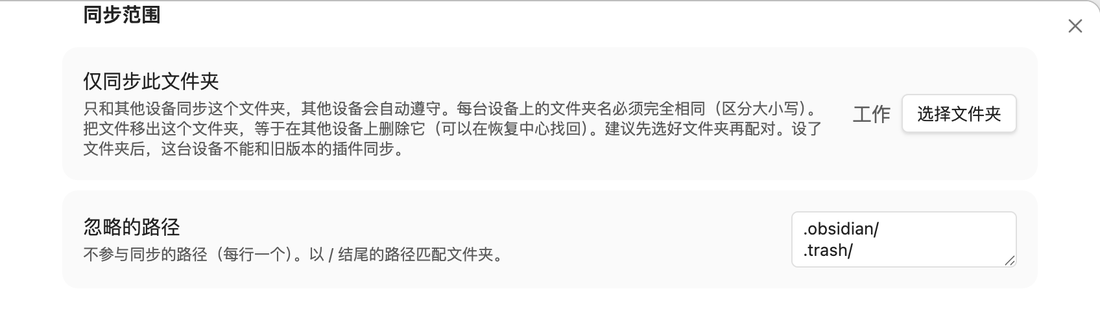 同步范围
仅同步此文件夹
只和其他设备同步这个文件夹，其他设备会自动遵守。每台设备上的文件夹名必须完全相同（区分大小写）。
把文件移出这个文件夹，等于在其他设备上删除它（可以在恢复中心找回）。建议先选好文件夹再配对。设了
文件夹后，这台设备不能和旧版本的插件同步。
工作
选择文件夹
忽略的路径
不参与同步的路径（每行一个）。以 / 结尾的路径匹配文件夹。
.obsidian/
.trash/